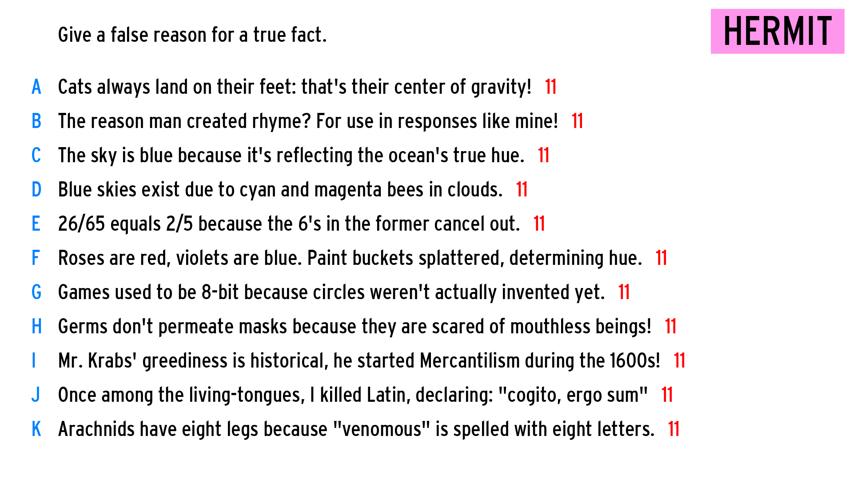 Give a false reason for a true fact.
HERMIT
A Cats always land on their feet: that's their center of gravity! 11
B The reason man created rhyme? For use in responses like mine! 11
C The sky is blue because it's reflecting the ocean's true hue. 11
D Blue skies exist due to cyan and magenta bees in clouds. 11
E 26/65 equals 2/5 because the 6's in the former cancel out. 11
F Roses are red, violets are blue. Paint buckets splattered, determining hue. 11
G Games used to be 8-bit because circles weren't actually invented yet. 11
H Germs don't permeate masks because they are scared of mouthless beings! 11
I Mr. Krabs' greediness is historical, he started Mercantilism during the 1600s! 11
J Once among the living-tongues, I killed Latin, declaring: "cogito, ergo sum" 11
K Arachnids have eight legs because "venomous" is spelled with eight letters. 11